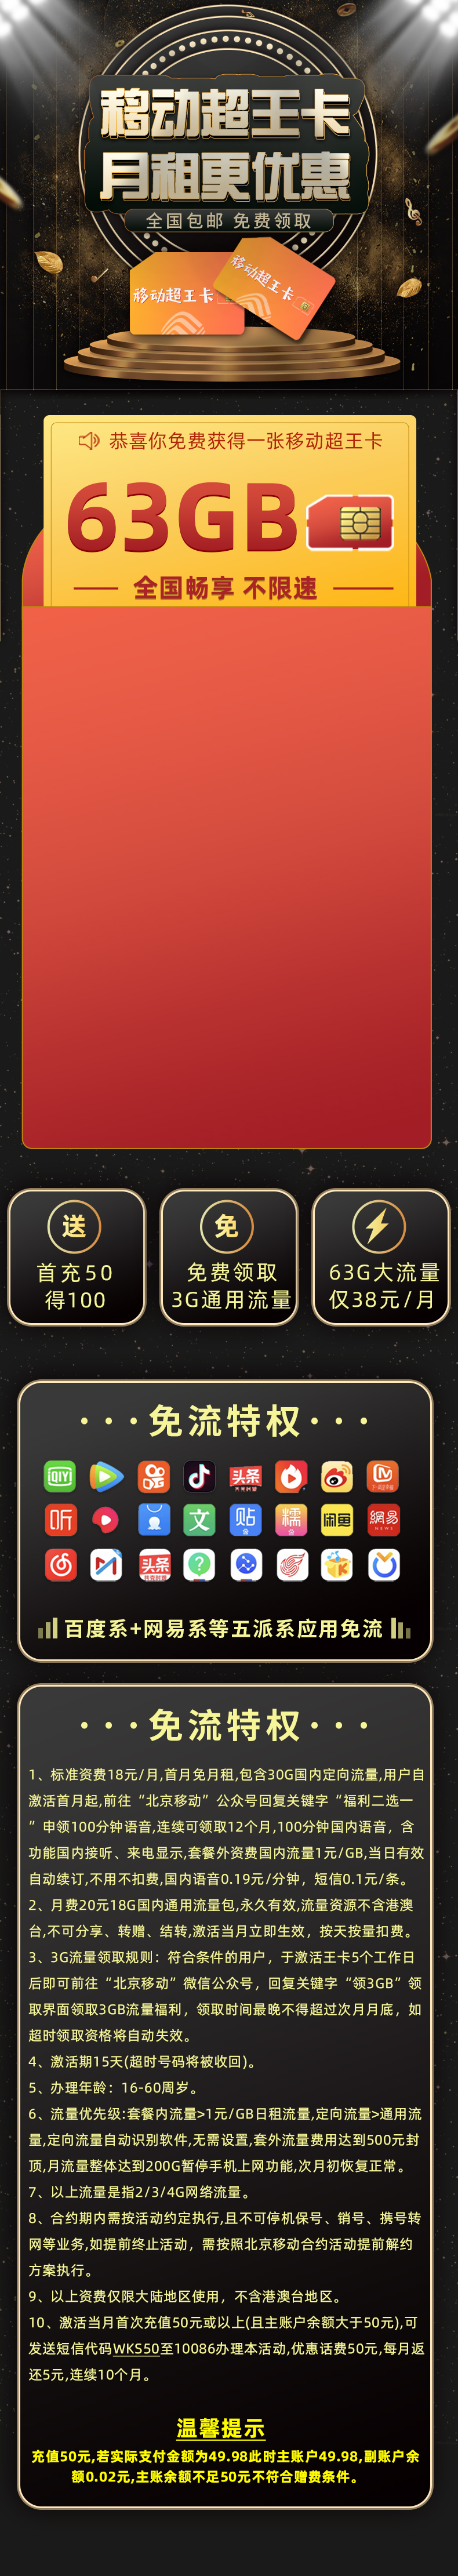 移动超王卡
月租更优惠
全国包邮 免费领取
移动超王卡
移动超王卡
恭喜你免费获得一张移动超王卡
63GB
全国畅享 不限速
送
首充50
得100
免
免费领取
3G通用流量
63G大流量
仅38元/月
···免流特权···
iQIY
头条
听
文
贴
糯
闲鱼
網易
NEWS
头条
百度系+网易系等五派系应用免流
···免流特权···
1、标准资费18元/月,首月免月租,包含30G国内定向流量,用户自
激活首月起,前往“北京移动”公众号回复关键字“福利二选一
”申领100分钟语音,连续可领取12个月,100分钟国内语音，含
功能国内接听、来电显示,套餐外资费国内流量1元/GB,当日有效
自动续订,不用不扣费,国内语音0.19元/分钟，短信0.1元/条。
2、月费20元18G国内通用流量包,永久有效,流量资源不含港澳
台,不可分享、转赠、结转,激活当月立即生效，按天按量扣费。
3、3G流量领取规则：符合条件的用户，于激活王卡5个工作日
后即可前往“北京移动”微信公众号，回复关键字“领3GB”领
取界面领取3GB流量福利，领取时间最晚不得超过次月月底，如
超时领取资格将自动失效。
4、激活期15天(超时号码将被收回)。
5、办理年龄：16-60周岁。
6、流量优先级:套餐内流量>1元/GB日租流量,定向流量>通用流
量,定向流量自动识别软件,无需设置,套外流量费用达到500元封
顶,月流量整体达到200G暂停手机上网功能,次月初恢复正常。
7、以上流量是指2/3/4G网络流量。
8、合约期内需按活动约定执行,且不可停机保号、销号、携号转
网等业务,如提前终止活动，需按照北京移动合约活动提前解约
方案执行。
9、以上资费仅限大陆地区使用，不含港澳台地区。
10、激活当月首次充值50元或以上(且主账户余额大于50元),可
发送短信代码WKS50至10086办理本活动,优惠话费50元,每月返
还5元,连续10个月。
温馨提示
充值50元,若实际支付金额为49.98此时主账户49.98,副账户余
额0.02元,主账余额不足50元不符合赠费条件。